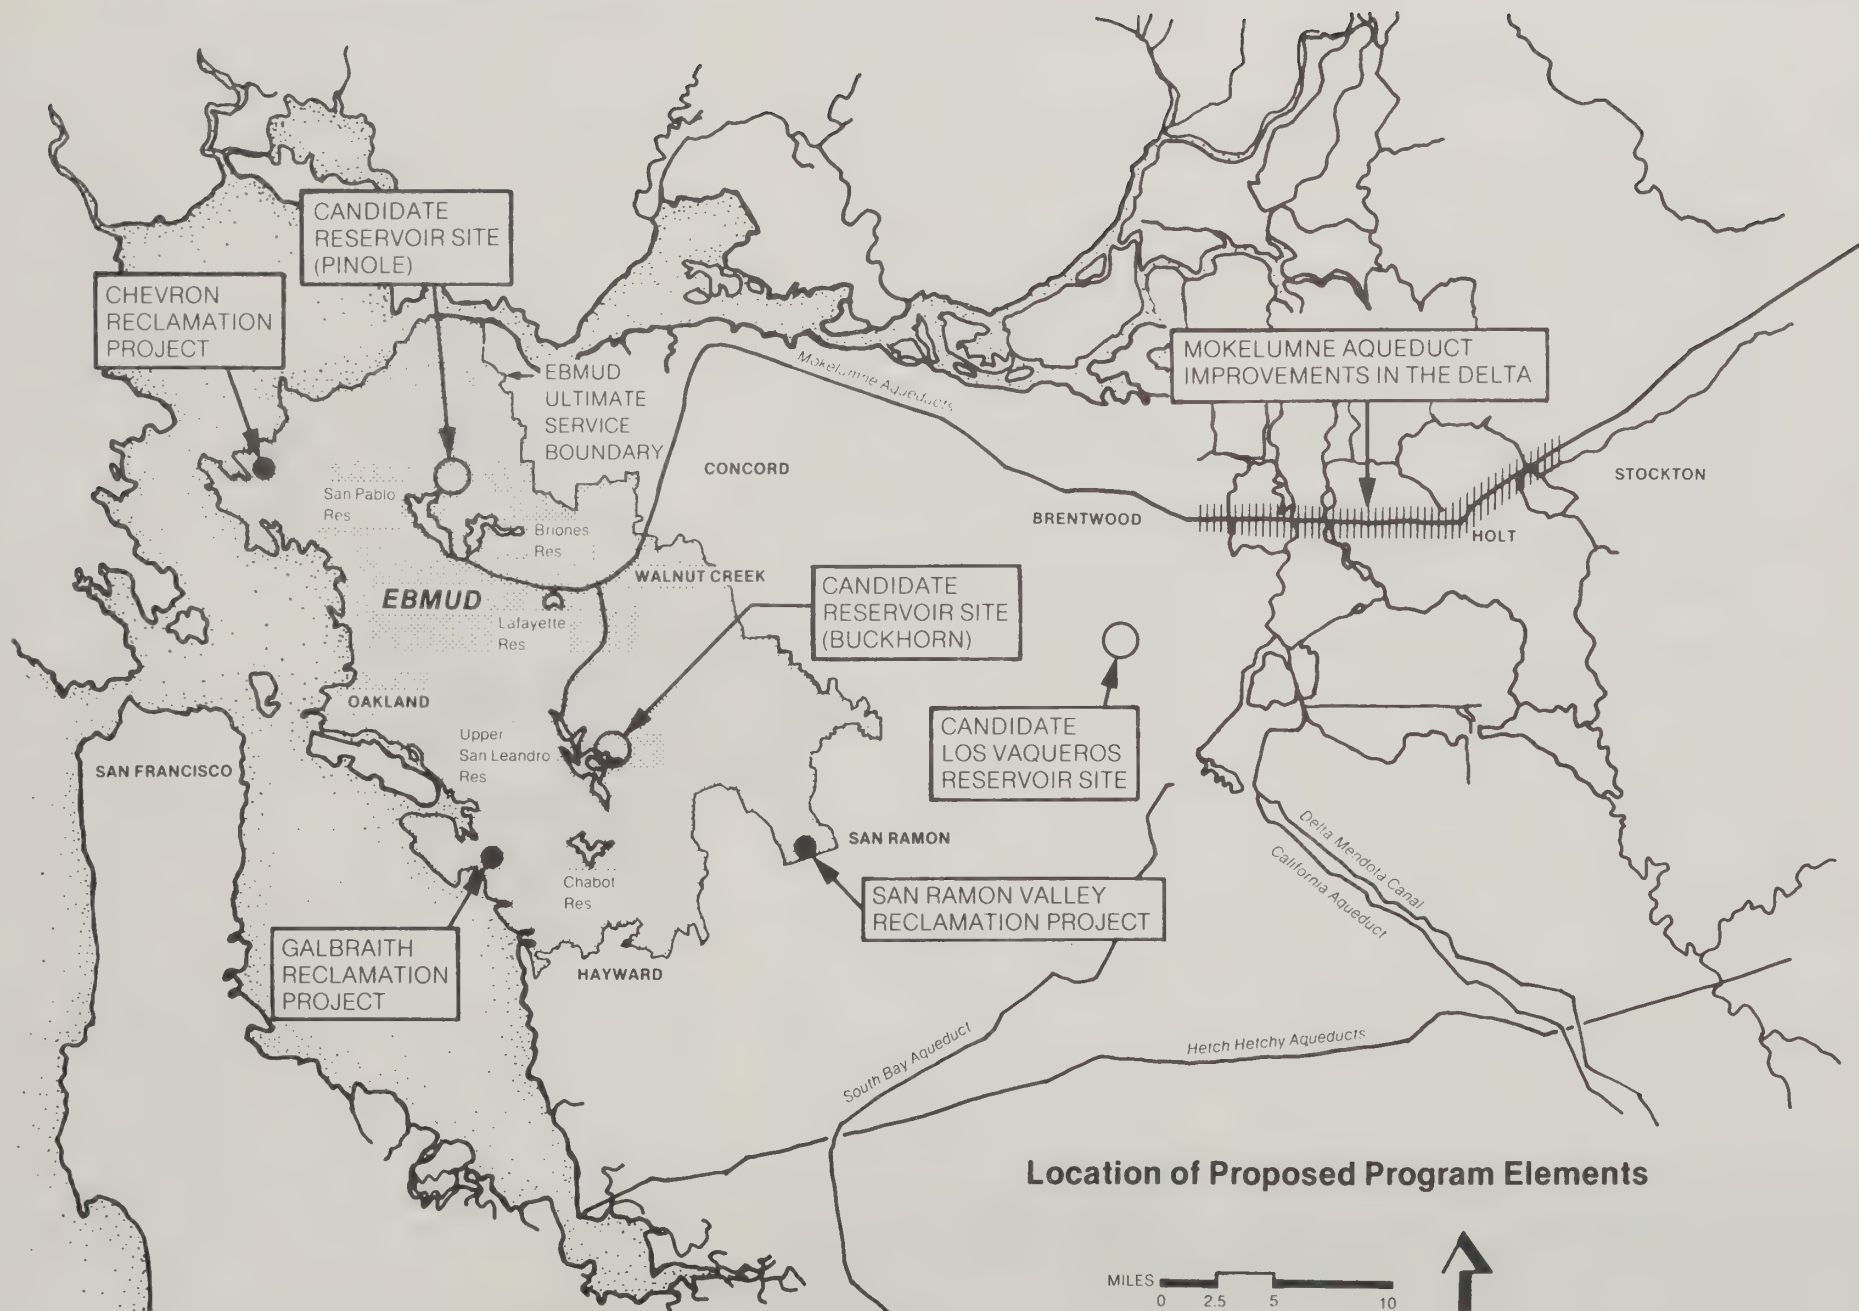 CANDIDATE
RESERVOIR SITE
(PINOLE)
CHEVRON
RECLAMATION
PROJECT
EBMUD
ULTIMATE
SERVICE
BOUNDARY
Mokelumne Aqueducts
MOKELUMNE AQUEDUCT
IMPROVEMENTS IN THE DELTA
CONCORD
STOCKTON
San Pablo
Res
Briones
Res
BRENTWOOD
HOLT
WALNUT CREEK
EBMUD
Lafayette
Res
CANDIDATE
RESERVOIR SITE
(BUCKHORN)
OAKLAND
Upper
San Leandro
Res
SAN FRANCISCO
CANDIDATE
LOS VAQUEROS
RESERVOIR SITE
SAN RAMON
Delta Mendota Canal
California Aqueduct
Chabot
Res
SAN RAMON VALLEY
RECLAMATION PROJECT
GALBRAITH
RECLAMATION
PROJECT
HAYWARD
South Bay Aqueduct
Hetch Hetchy Aqueducts
Location of Proposed Program Elements
MILES
0 2.5 5 10